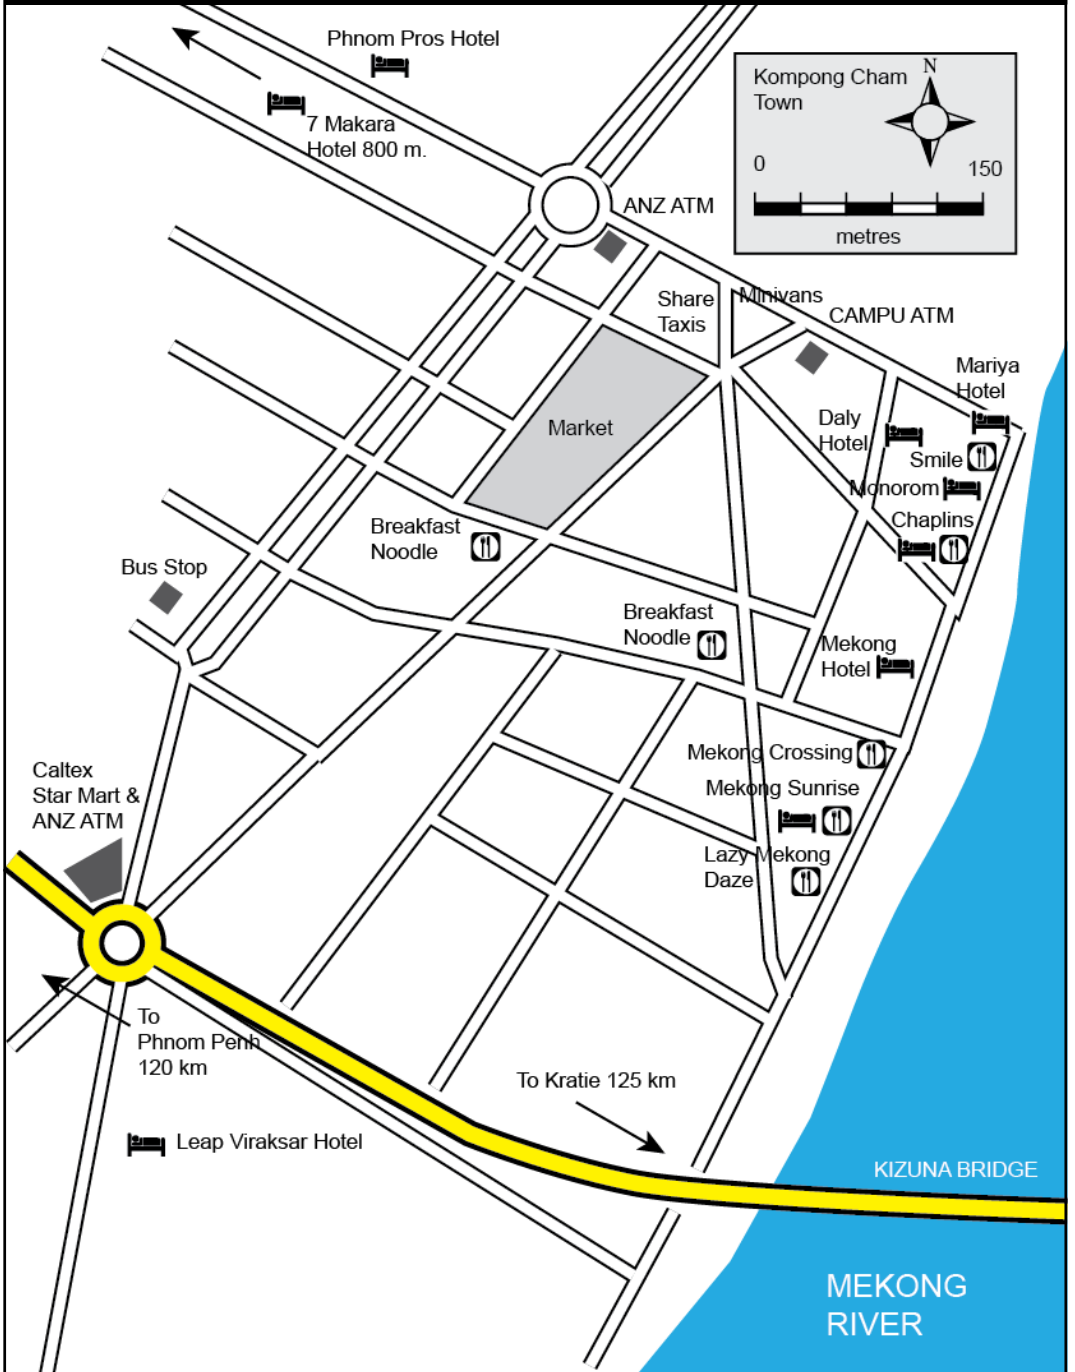 Phnom Pros Hotel
7 Makara
Hotel 800 m.
Kompong Cham
Town
N
0
150
metres
ANZ ATM
Share
Taxis
Minivans
CAMPU ATM
Mariya
Hotel
Market
Daly
Hotel
Smile
Monorom
Chaplins
Breakfast
Noodle
Bus Stop
Breakfast
Noodle
Mekong
Hotel
Mekong Crossing
Mekong Sunrise
Lazy Mekong
Daze
Caltex
Star Mart &
ANZ ATM
To
Phnom Penh
120 km
To Kratie 125 km
Leap Viraksar Hotel
KIZUNA BRIDGE
MEKONG
RIVER